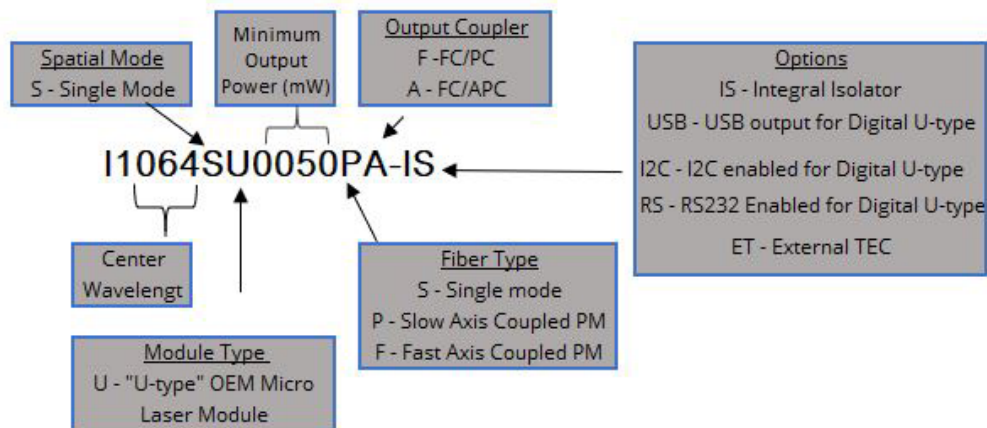 Spatial Mode
S - Single Mode
Minimum
Output
Power (mW)
Output Coupler
F -FC/PC
A - FC/APC
Options
IS - Integral Isolator
USB - USB output for Digital U-type
I2C - I2C enabled for Digital U-type
RS - RS232 Enabled for Digital U-type
ET - External TEC
I1064SU0050PA-IS
Center
Wavelengt
Fiber Type
S - Single mode
P - Slow Axis Coupled PM
F - Fast Axis Coupled PM
Module Type
U - "U-type" OEM Micro
Laser Module